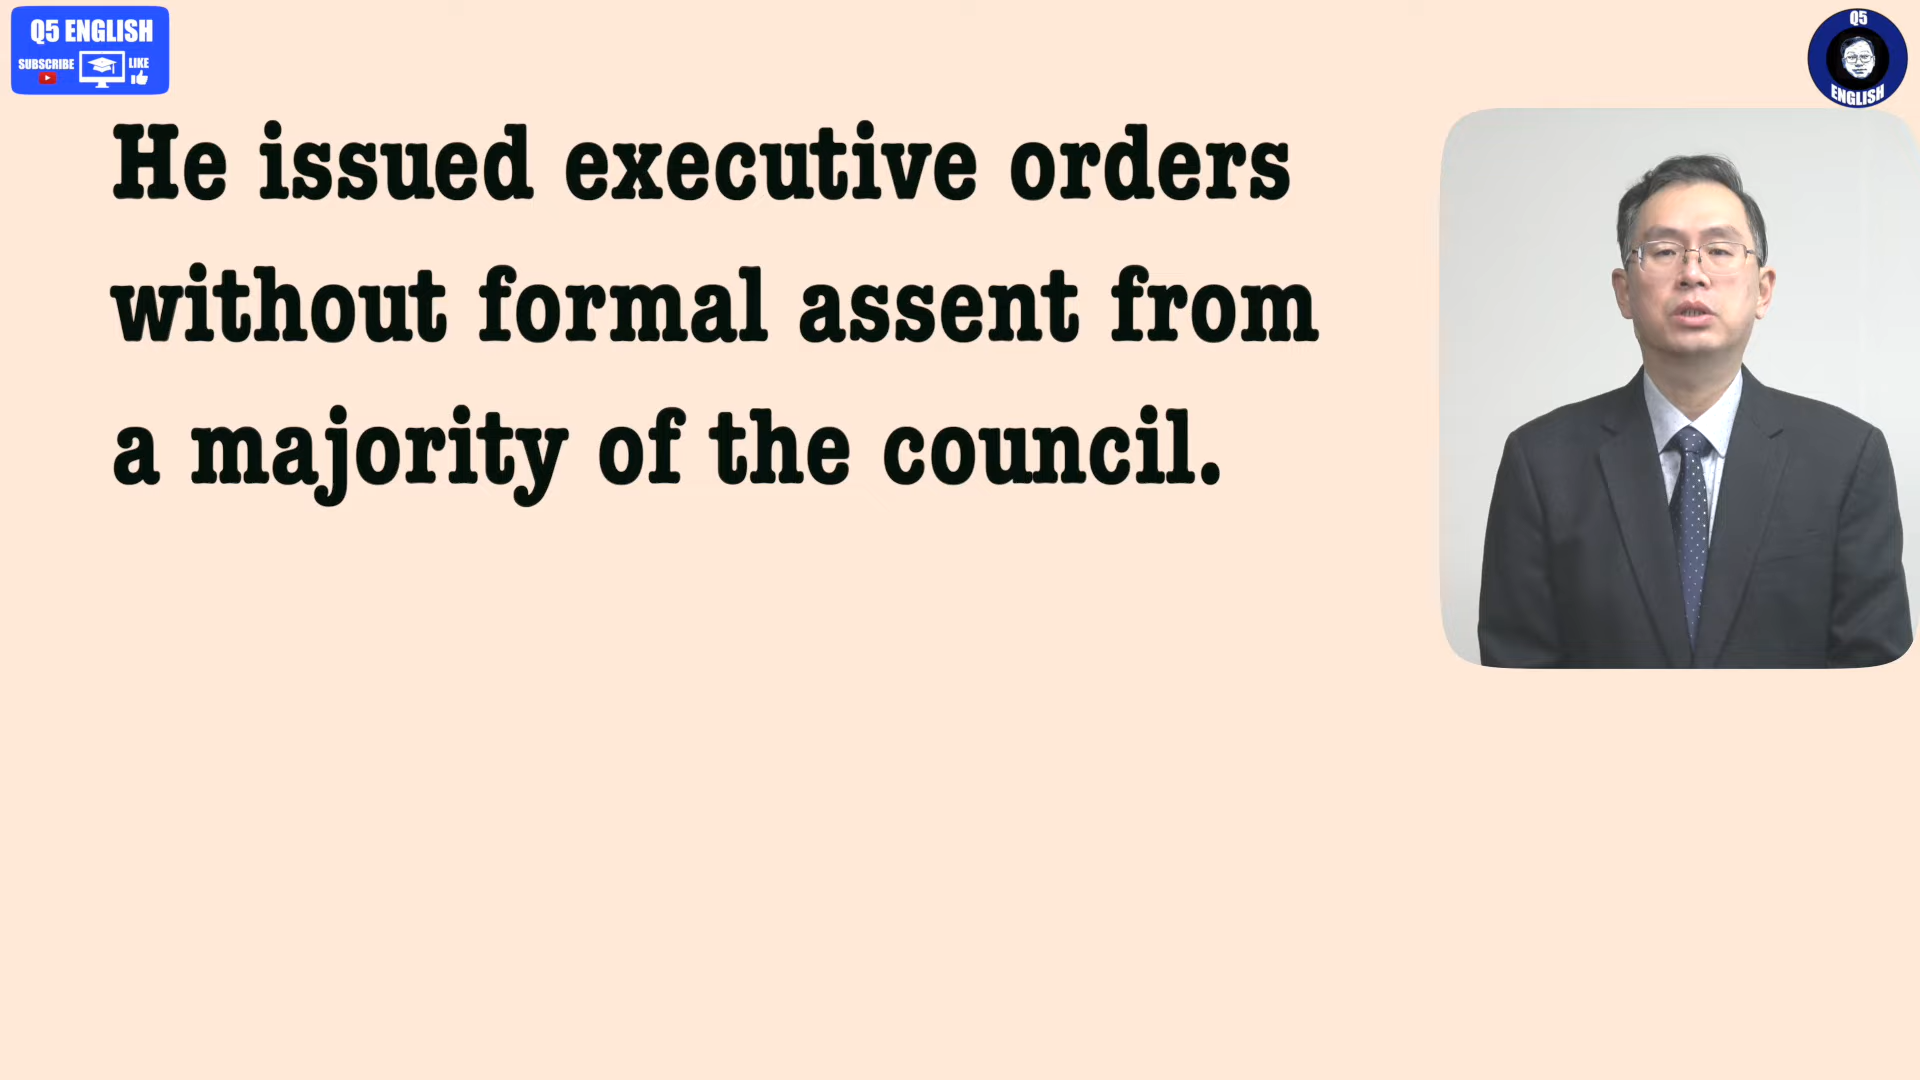 Q5 ENGLISH
SUBSCRIBE
LIKE
Q5
ENGLISH
He issued executive orders
without formal assent from
a majority of the council.